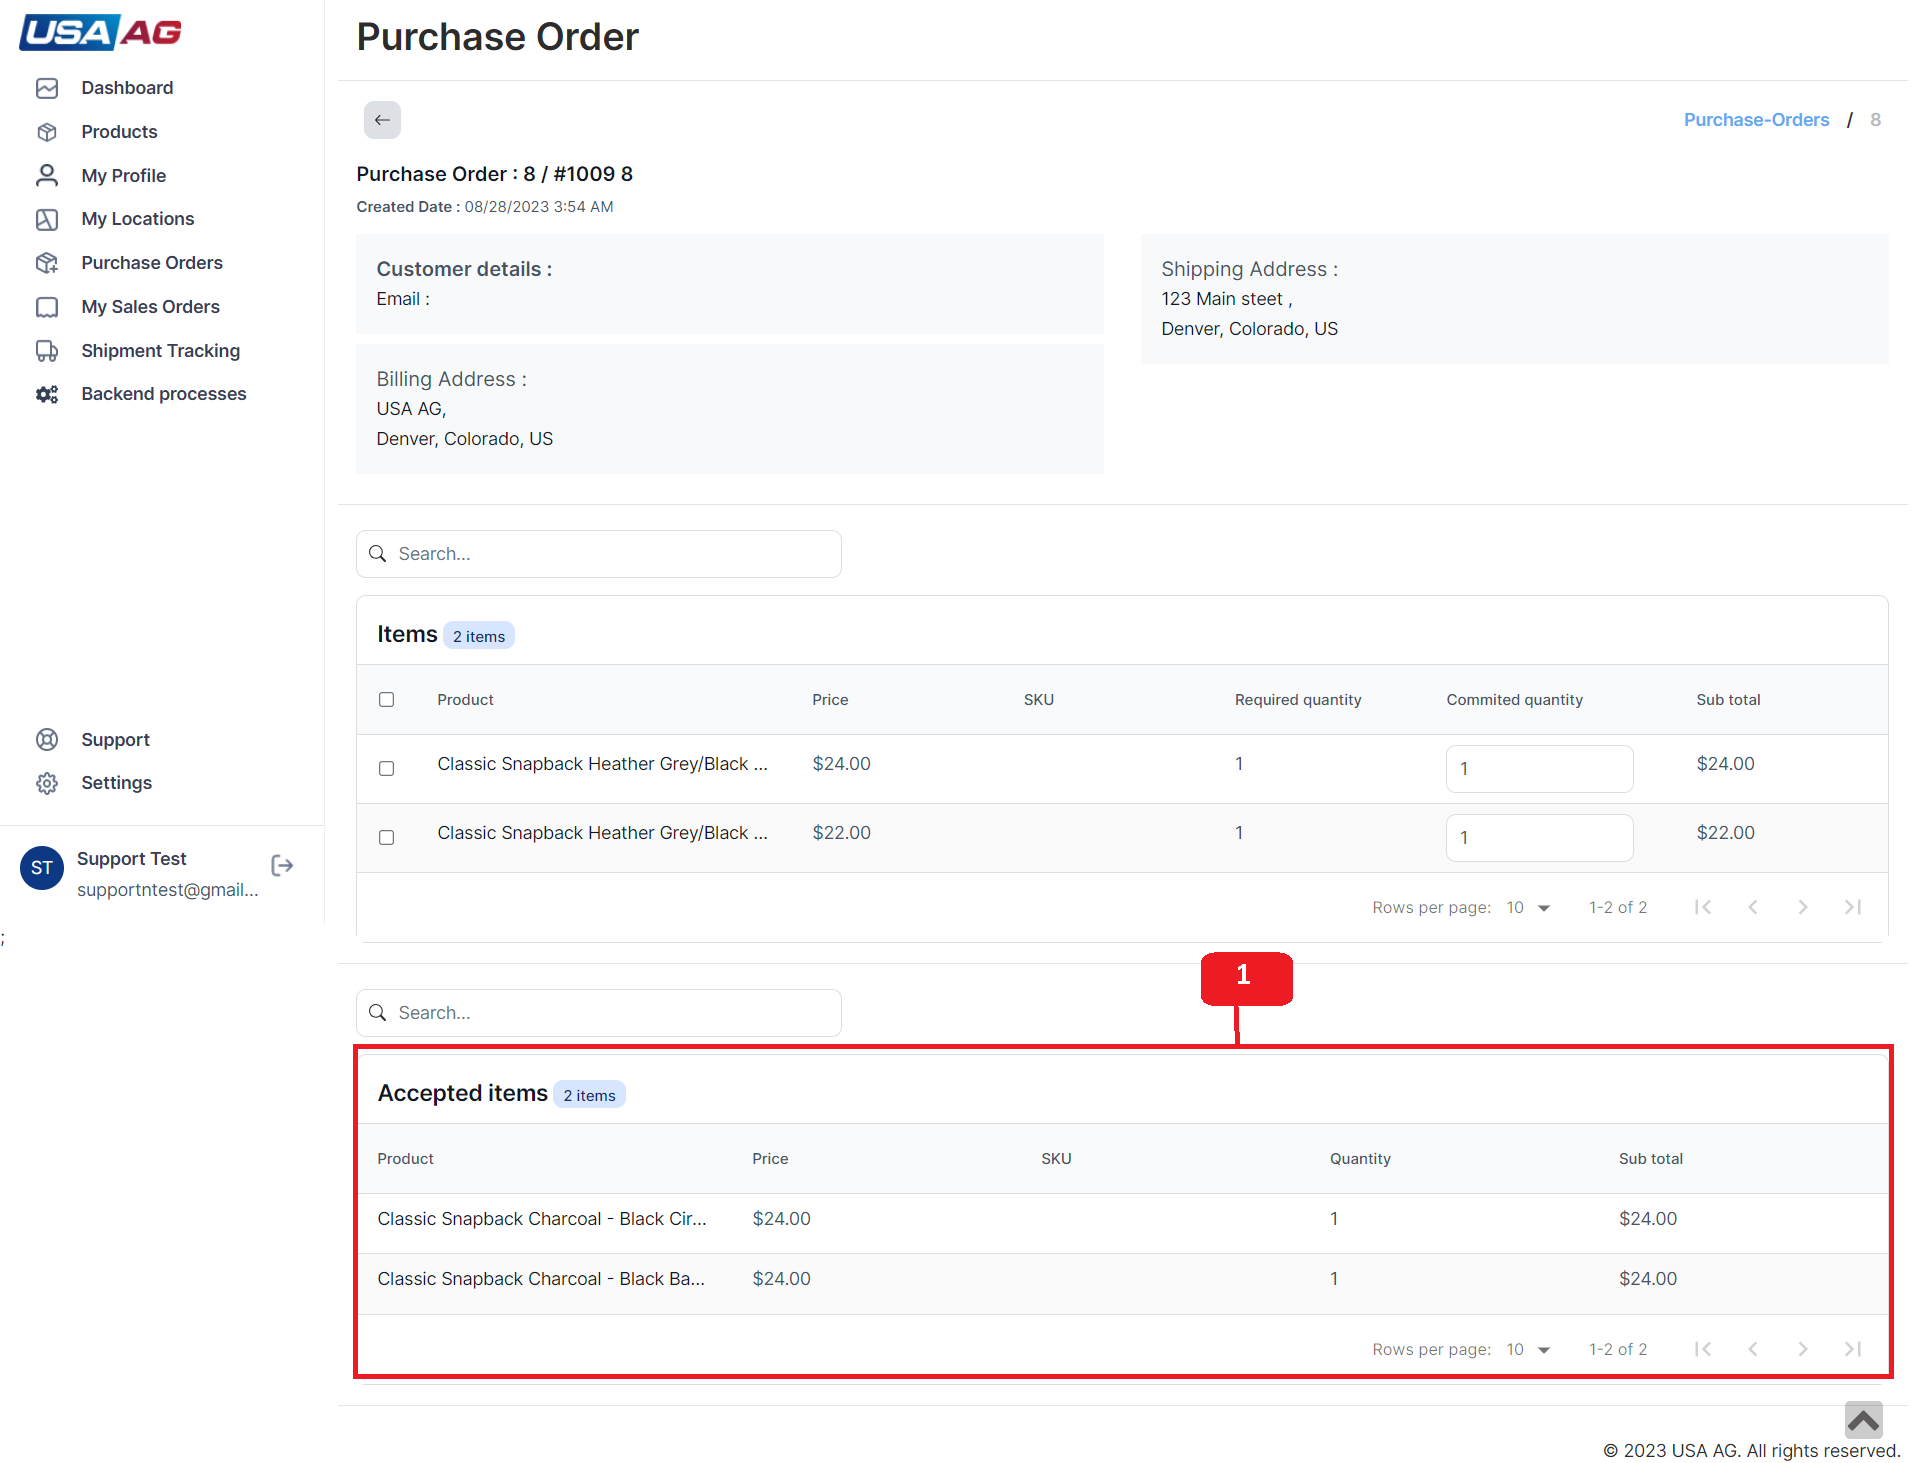 USA AG
Dashboard
Products
My Profile
My Locations
Purchase Orders
My Sales Orders
Shipment Tracking
Backend processes
Support
Settings
ST
Support Test
supportntest@gmail...
;
Purchase Order
Purchase-Orders / 8
Purchase Order : 8 / #1009 8
Created Date : 08/28/2023 3:54 AM
Customer details :
Email :
Billing Address :
USA AG,
Denver, Colorado, US
Shipping Address :
123 Main steet ,
Denver, Colorado, US
Search...
Items 2 items
Product Price SKU Required quantity Commited quantity Sub total
Classic Snapback Heather Grey/Black ... $24.00 1 1 $24.00
Classic Snapback Heather Grey/Black ... $22.00 1 1 $22.00
Rows per page: 10 1-2 of 2
1
Search...
Accepted items 2 items
Product Price SKU Quantity Sub total
Classic Snapback Charcoal - Black Cir... $24.00 1 $24.00
Classic Snapback Charcoal - Black Ba... $24.00 1 $24.00
Rows per page: 10 1-2 of 2
© 2023 USA AG. All rights reserved.